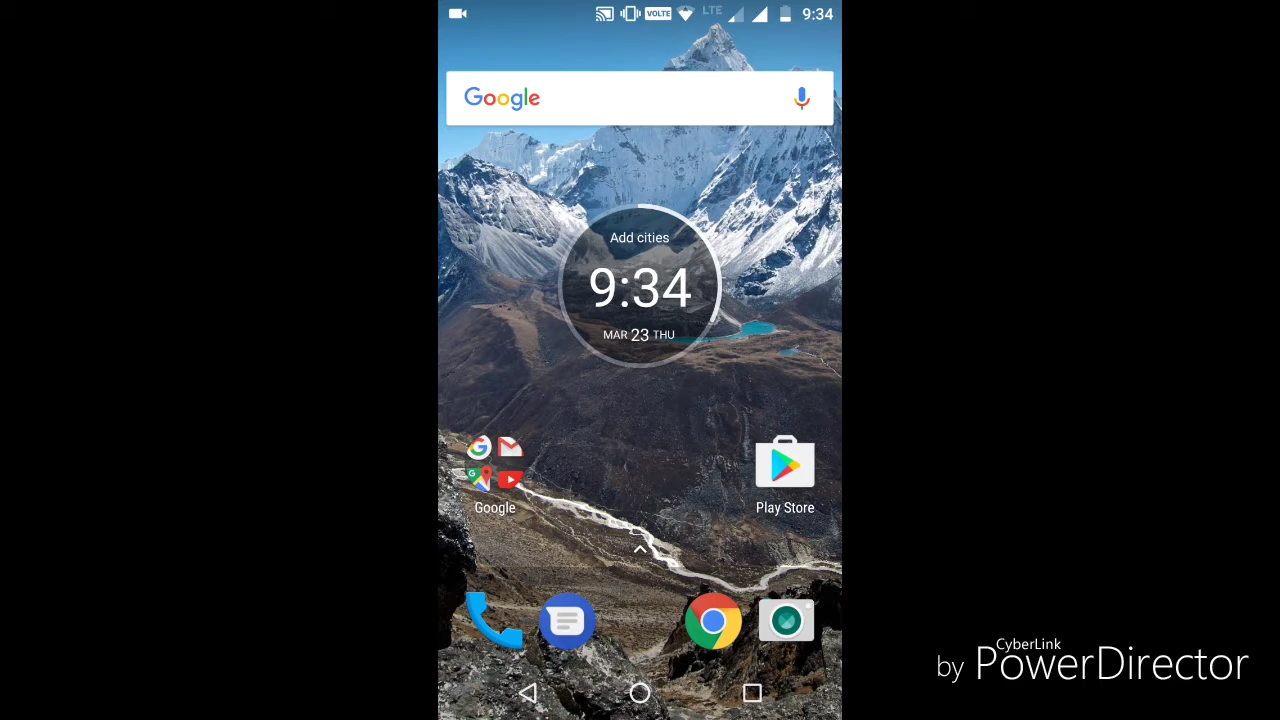 VOLTE LTE 9:34
Google
Add cities
9:34
MAR 23 THU
Google
Play Store
CyberLink
by PowerDirector